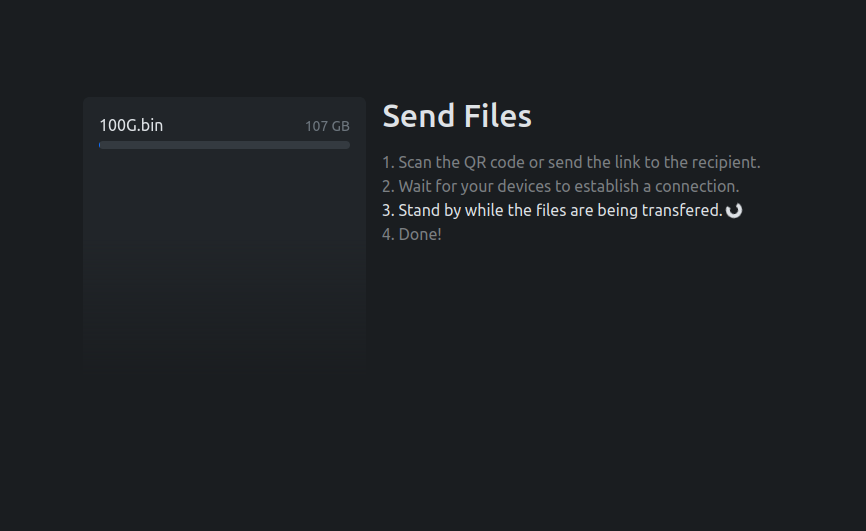 100G.bin 107 GB
Send Files
1. Scan the QR code or send the link to the recipient.
2. Wait for your devices to establish a connection.
3. Stand by while the files are being transfered.
4. Done!